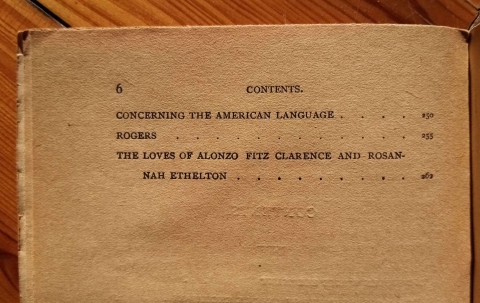 6 CONTENTS.
CONCERNING THE AMERICAN LANGUAGE . . . . 250
ROGERS . . . . . . . . . . . . 255
THE LOVES OF ALONZO FITZ CLARENCE AND ROSAN-
NAH ETHELTON . . . . . . . . . 262